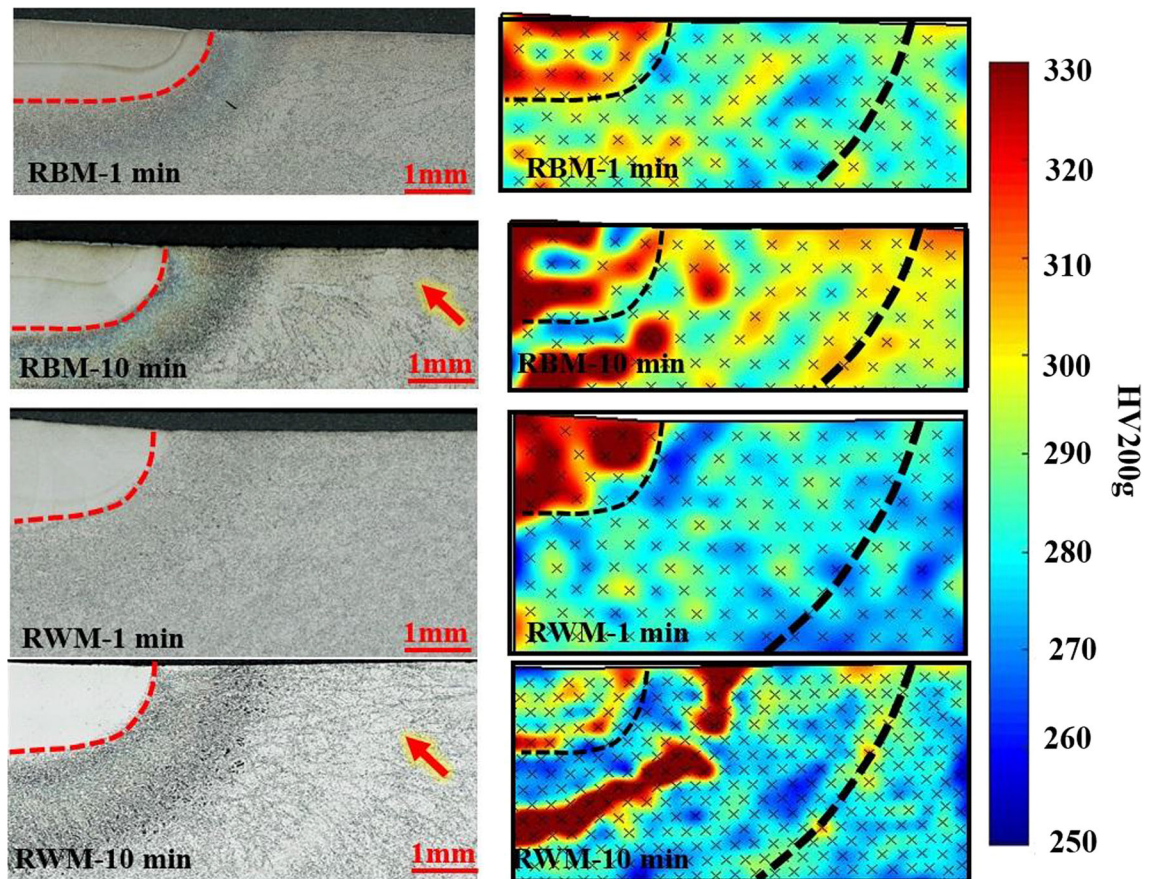 RBM-1 min
1mm
RBM-1 min
RBM-10 min
1mm
RBM-10 min
RWM-1 min
1mm
RWM-1 min
RWM-10 min
1mm
RWM-10 min
330
320
310
300
290
280
270
260
250
HV200g